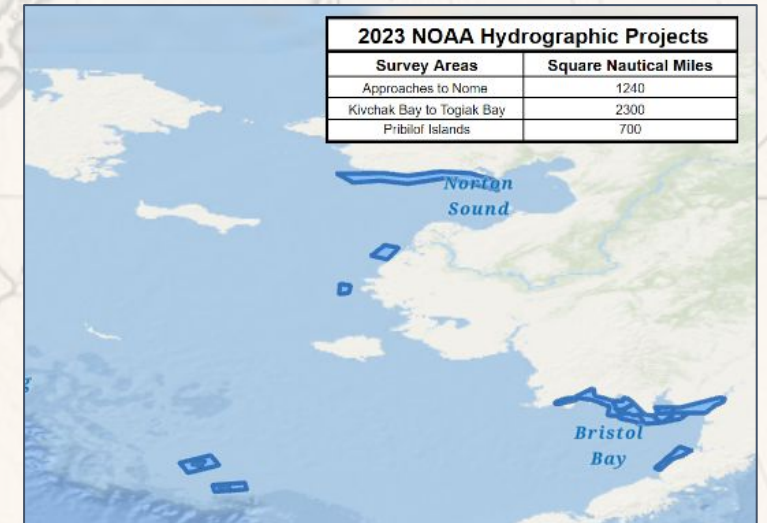 2023 NOAA Hydrographic Projects
Survey Areas Square Nautical Miles
Approaches to Nome 1240
Kivchak Bay to Togiak Bay 2300
Pribilof Islands 700
Norton
Sound
Bristol
Bay